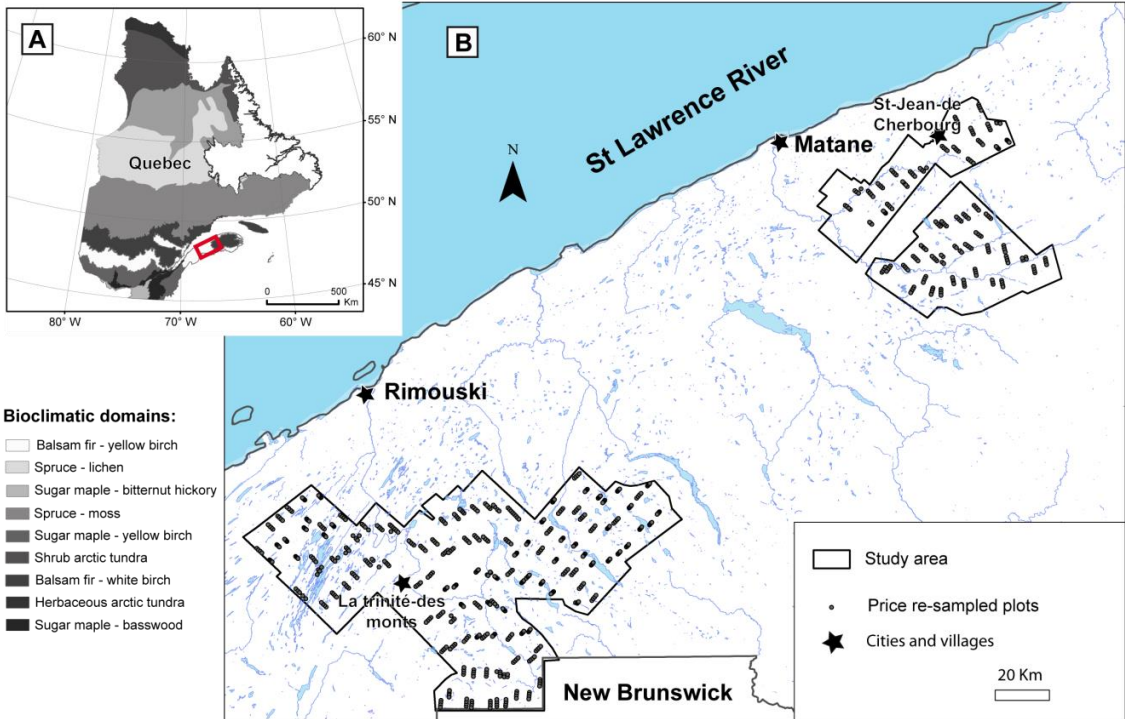 A
60° N
55° N
Quebec
50° N
45° N
0 500
Km
80° W
70° W
60° W
B
St Lawrence River
N
St-Jean-de
Cherbourg
Matane
Rimouski
La trinité-des
monts
New Brunswick
Bioclimatic domains:
Balsam fir - yellow birch
Spruce - lichen
Sugar maple - bitternut hickory
Spruce - moss
Sugar maple - yellow birch
Shrub arctic tundra
Balsam fir - white birch
Herbaceous arctic tundra
Sugar maple - basswood
Study area
Price re-sampled plots
Cities and villages
20 Km